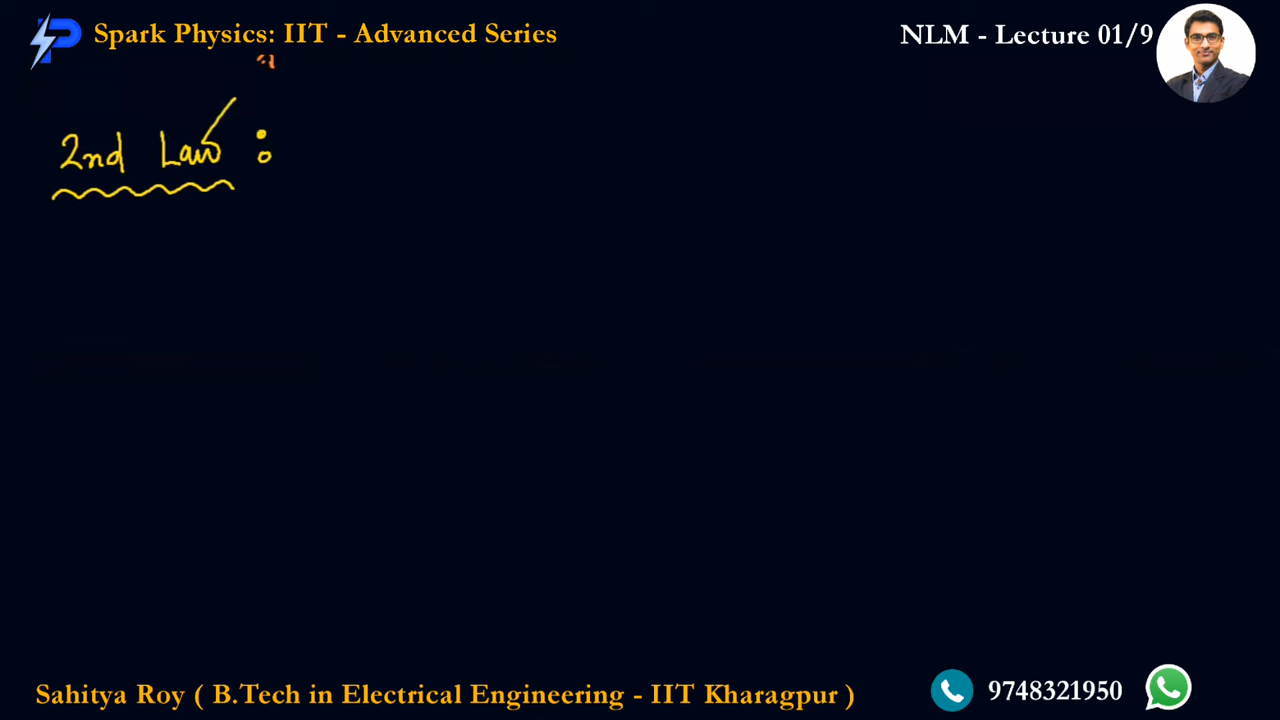 Spark Physics: IIT - Advanced Series
NLM - Lecture 01/9
2nd Law :
Sahitya Roy ( B.Tech in Electrical Engineering - IIT Kharagpur )
9748321950